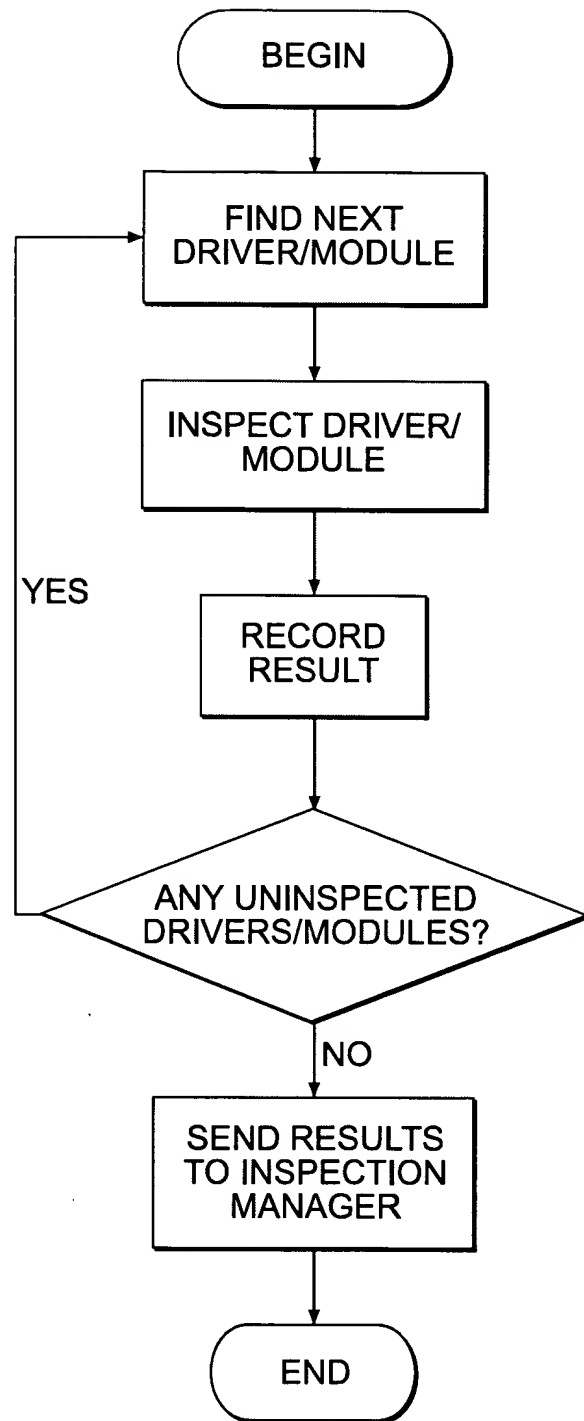 BEGIN
FIND NEXT
DRIVER/MODULE
INSPECT DRIVER/
MODULE
RECORD
RESULT
YES
ANY UNINSPECTED
DRIVERS/MODULES?
NO
SEND RESULTS
TO INSPECTION
MANAGER
END